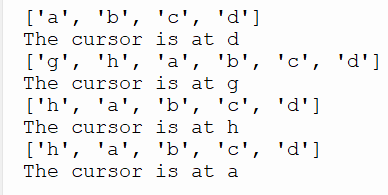 ['a', 'b', 'c', 'd']
The cursor is at d
['g', 'h', 'a', 'b', 'c', 'd']
The cursor is at g
['h', 'a', 'b', 'c', 'd']
The cursor is at h
['h', 'a', 'b', 'c', 'd']
The cursor is at a